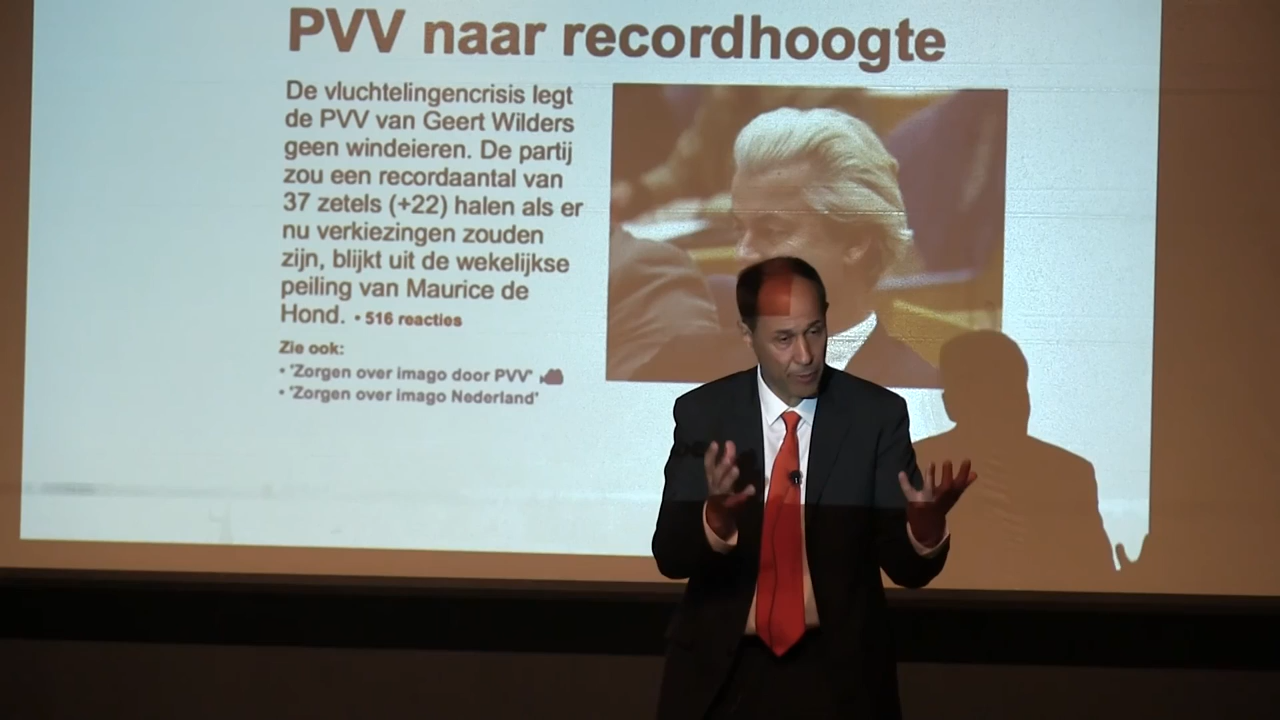 PVV naar recordhoogte
De vluchtelingencrisis legt
de PVV van Geert Wilders
geen windeieren. De partij
zou een recordaantal van
37 zetels (+22) halen als er
nu verkiezingen zouden
zijn, blijkt uit de wekelijkse
peiling van Maurice de
Hond. • 516 reacties
Zie ook:
• 'Zorgen over imago door PVV'
• 'Zorgen over imago Nederland'